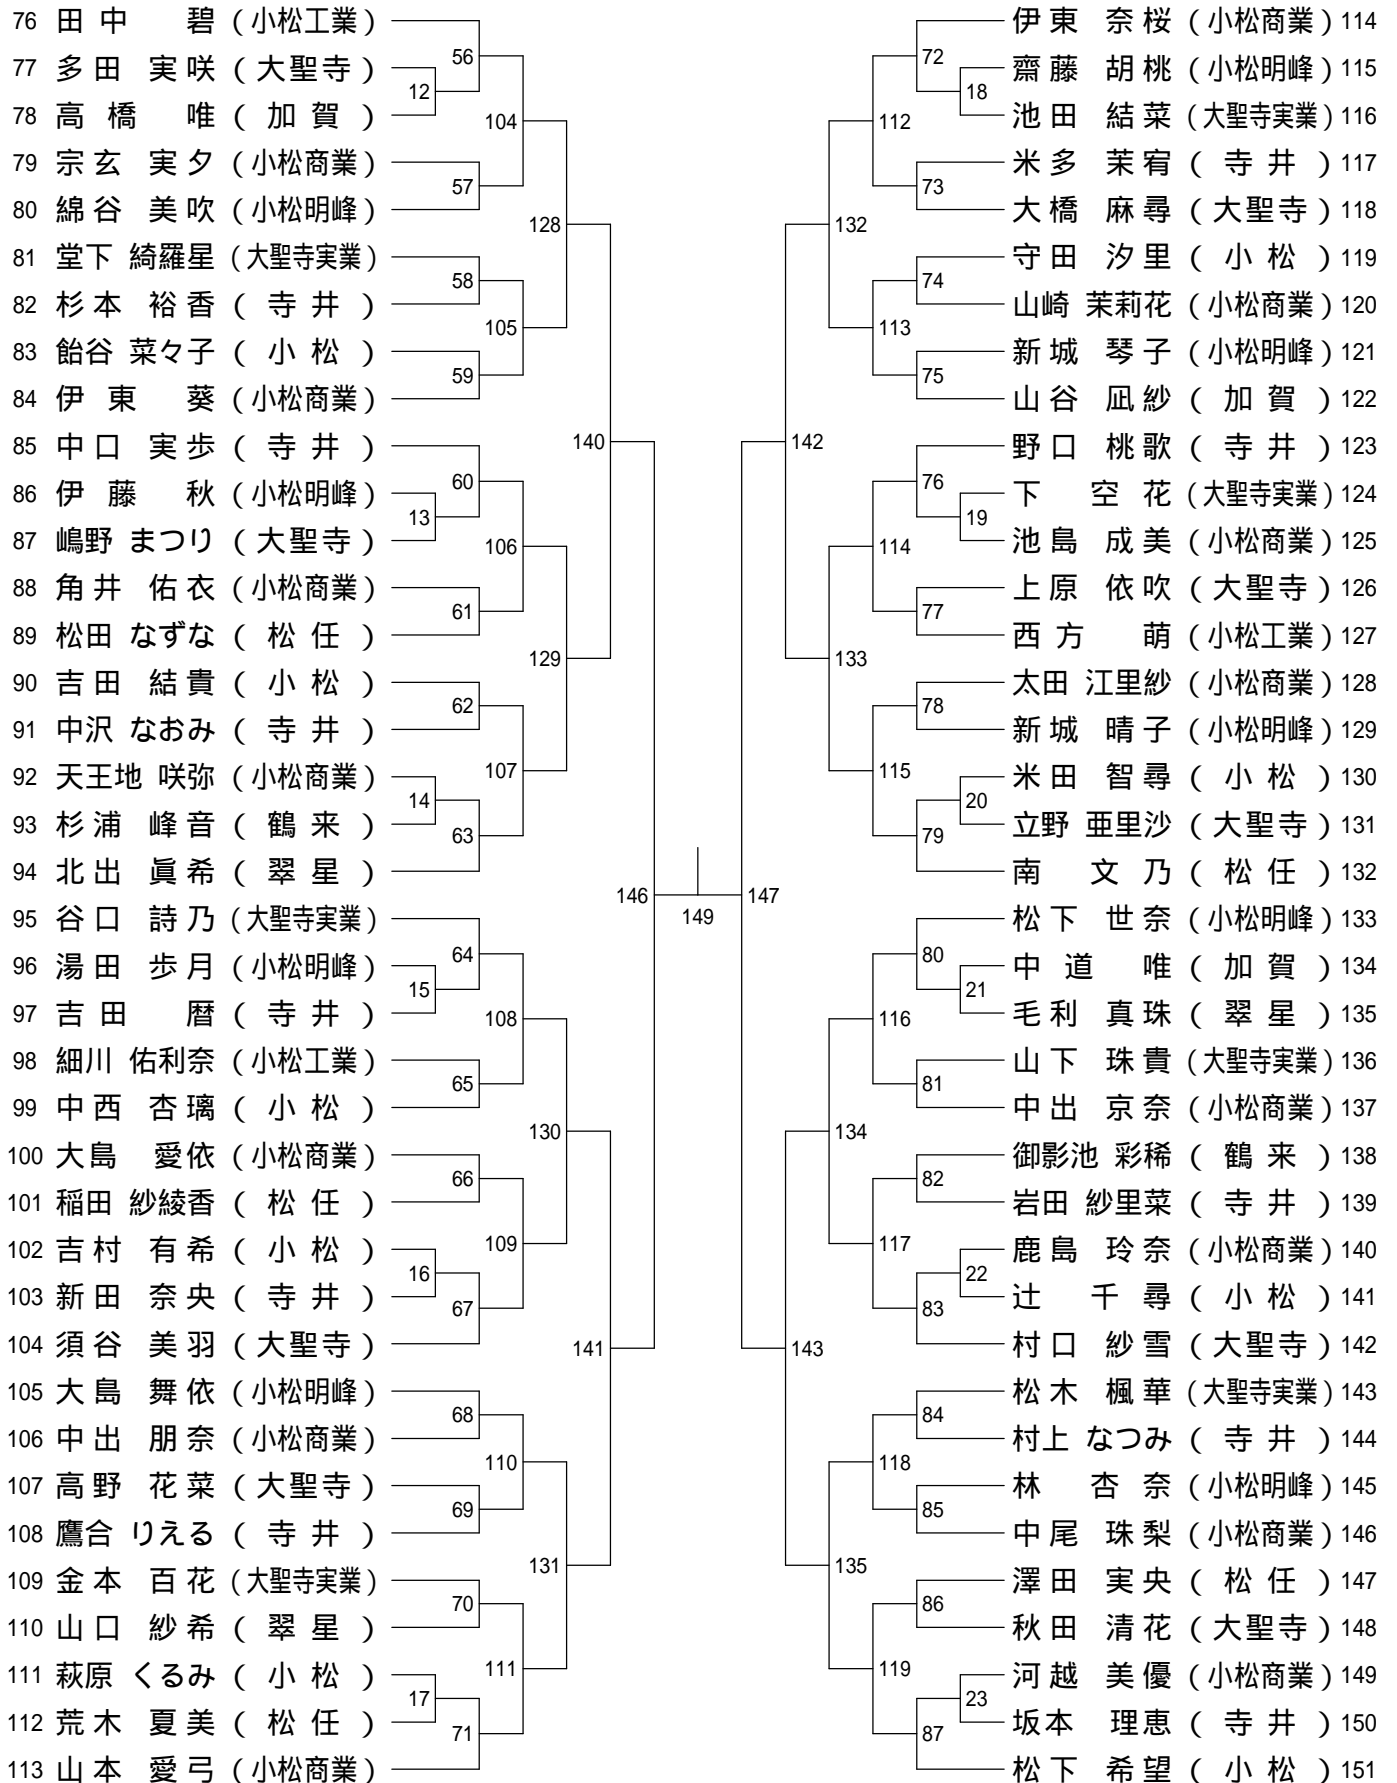 76 田中 碧 (小松工業)
77 多田 実咲 (大聖寺)
78 高橋 唯 (加賀)
79 宗玄 実夕 (小松商業)
80 綿谷 美吹 (小松明峰)
81 堂下 綺羅星 (大聖寺実業)
82 杉本 裕香 (寺井)
83 飴谷 菜々子 (小松)
84 伊東 葵 (小松商業)
85 中口 実歩 (寺井)
86 伊藤 秋 (小松明峰)
87 嶋野 まつり (大聖寺)
88 角井 佑衣 (小松商業)
89 松田 なずな (松任)
90 吉田 結貴 (小松)
91 中沢 なおみ (寺井)
92 天王地 咲弥 (小松商業)
93 杉浦 峰音 (鶴来)
94 北出 眞希 (翠星)
95 谷口 詩乃 (大聖寺実業)
96 湯田 歩月 (小松明峰)
97 吉田 暦 (寺井)
98 細川 佑利奈 (小松工業)
99 中西 杏璃 (小松)
100 大島 愛依 (小松商業)
101 稲田 紗綾香 (松任)
102 吉村 有希 (小松)
103 新田 奈央 (寺井)
104 須谷 美羽 (大聖寺)
105 大島 舞依 (小松明峰)
106 中出 朋奈 (小松商業)
107 高野 花菜 (大聖寺)
108 鷹合 りえる (寺井)
109 金本 百花 (大聖寺実業)
110 山口 紗希 (翠星)
111 萩原 くるみ (小松)
112 荒木 夏美 (松任)
113 山本 愛弓 (小松商業)
12
13
14
15
16
17
56
57
58
59
60
61
62
63
64
65
66
67
68
69
70
71
104
105
106
107
108
109
110
111
128
129
130
131
140
141
146
149
147
142
143
132
133
134
135
112
113
114
115
116
117
118
119
72
73
74
75
76
77
78
79
80
81
82
83
84
85
86
87
18
19
20
21
22
23
伊東 奈桜 (小松商業) 114
齋藤 胡桃 (小松明峰) 115
池田 結菜 (大聖寺実業) 116
米多 茉宥 (寺井) 117
大橋 麻尋 (大聖寺) 118
守田 汐里 (小松) 119
山崎 茉莉花 (小松商業) 120
新城 琴子 (小松明峰) 121
山谷 凪紗 (加賀) 122
野口 桃歌 (寺井) 123
下 空花 (大聖寺実業) 124
池島 成美 (小松商業) 125
上原 依吹 (大聖寺) 126
西方 萌 (小松工業) 127
太田 江里紗 (小松商業) 128
新城 晴子 (小松明峰) 129
米田 智尋 (小松) 130
立野 亜里沙 (大聖寺) 131
南 文乃 (松任) 132
松下 世奈 (小松明峰) 133
中道 唯 (加賀) 134
毛利 真珠 (翠星) 135
山下 珠貴 (大聖寺実業) 136
中出 京奈 (小松商業) 137
御影池 彩稀 (鶴来) 138
岩田 紗里菜 (寺井) 139
鹿島 玲奈 (小松商業) 140
辻 千尋 (小松) 141
村口 紗雪 (大聖寺) 142
松木 楓華 (大聖寺実業) 143
村上 なつみ (寺井) 144
林 杏奈 (小松明峰) 145
中尾 珠梨 (小松商業) 146
澤田 実央 (松任) 147
秋田 清花 (大聖寺) 148
河越 美優 (小松商業) 149
坂本 理恵 (寺井) 150
松下 希望 (小松) 151